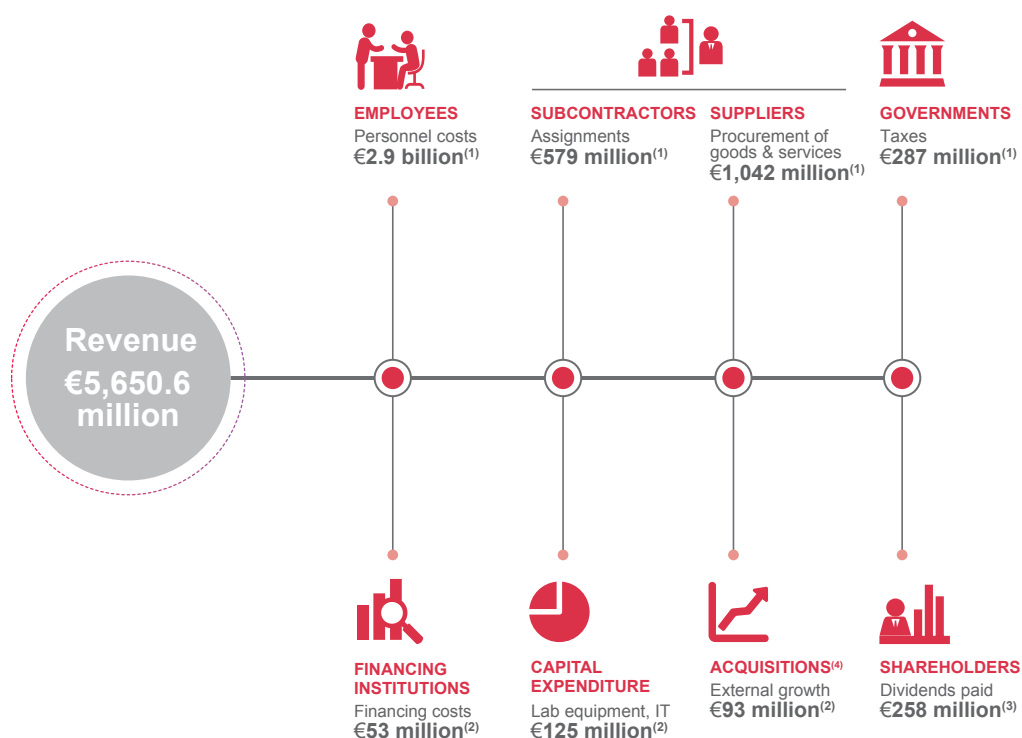 Revenue
€5,650.6
million
EMPLOYEES
Personnel costs
€2.9 billion(1)
SUBCONTRACTORS
Assignments
€579 million(1)
SUPPLIERS
Procurement of
goods & services
€1,042 million(1)
GOVERNMENTS
Taxes
€287 million(1)
FINANCING
INSTITUTIONS
Financing costs
€53 million(2)
CAPITAL
EXPENDITURE
Lab equipment, IT
€125 million(2)
ACQUISITIONS(4)
External growth
€93 million(2)
SHAREHOLDERS
Dividends paid
€258 million(3)